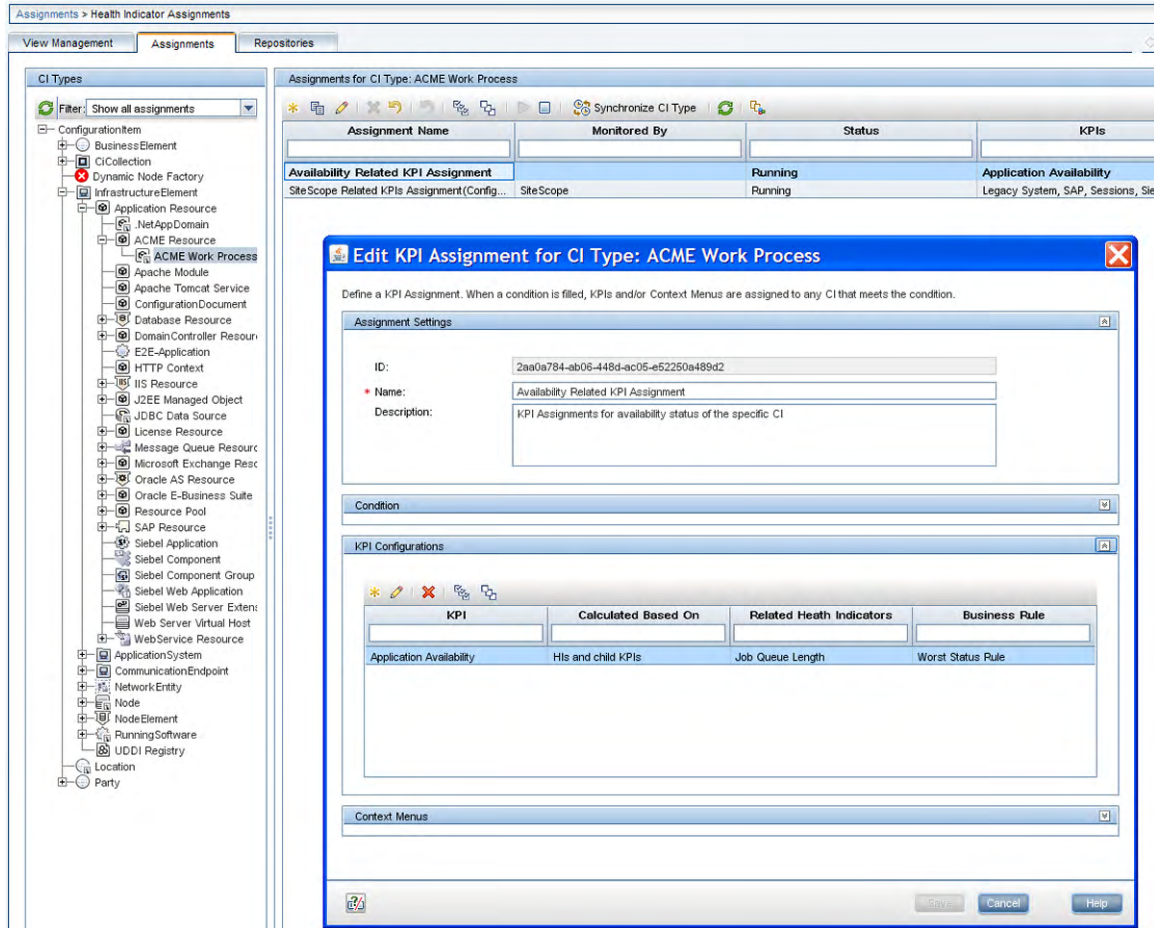 Assignments > Health Indicator Assignments
View Management
Assignments
Repositories
CI Types
Filter: Show all assignments
ConfigurationItem
BusinessElement
CiCollection
Dynamic Node Factory
InfrastructureElement
Application Resource
.NetAppDomain
ACME Resource
ACME Work Process
Apache Module
Apache Tomcat Service
ConfigurationDocument
Database Resource
DomainController Resour
E2E-Application
HTTP Context
IIS Resource
J2EE Managed Object
JDBC Data Source
License Resource
Message Queue Resourc
Microsoft Exchange Resc
Oracle AS Resource
Oracle E-Business Suite
Resource Pool
SAP Resource
Siebel Application
Siebel Component
Siebel Component Group
Siebel Web Application
Siebel Web Server Extens
Web Server Virtual Host
WebService Resource
ApplicationSystem
CommunicationEndpoint
NetworkEntity
Node
NodeElement
RunningSoftware
UDDI Registry
Location
Party
Assignments for CI Type: ACME Work Process
Synchronize CI Type
Assignment Name Monitored By Status KPIs
Availability Related KPI Assignment Running Application Availability
SiteScope Related KPIs Assignment(Config... SiteScope Running Legacy System, SAP, Sessions, Sie
Edit KPI Assignment for CI Type: ACME Work Process
Define a KPI Assignment. When a condition is filled, KPIs and/or Context Menus are assigned to any CI that meets the condition.
Assignment Settings
ID: 2aa0a784-ab06-448d-ac05-e52250a489d2
* Name: Availability Related KPI Assignment
Description: KPI Assignments for availability status of the specific CI
Condition
KPI Configurations
KPI Calculated Based On Related Heath Indicators Business Rule
Application Availability HIs and child KPIs Job Queue Length Worst Status Rule
Context Menus
Save Cancel Help